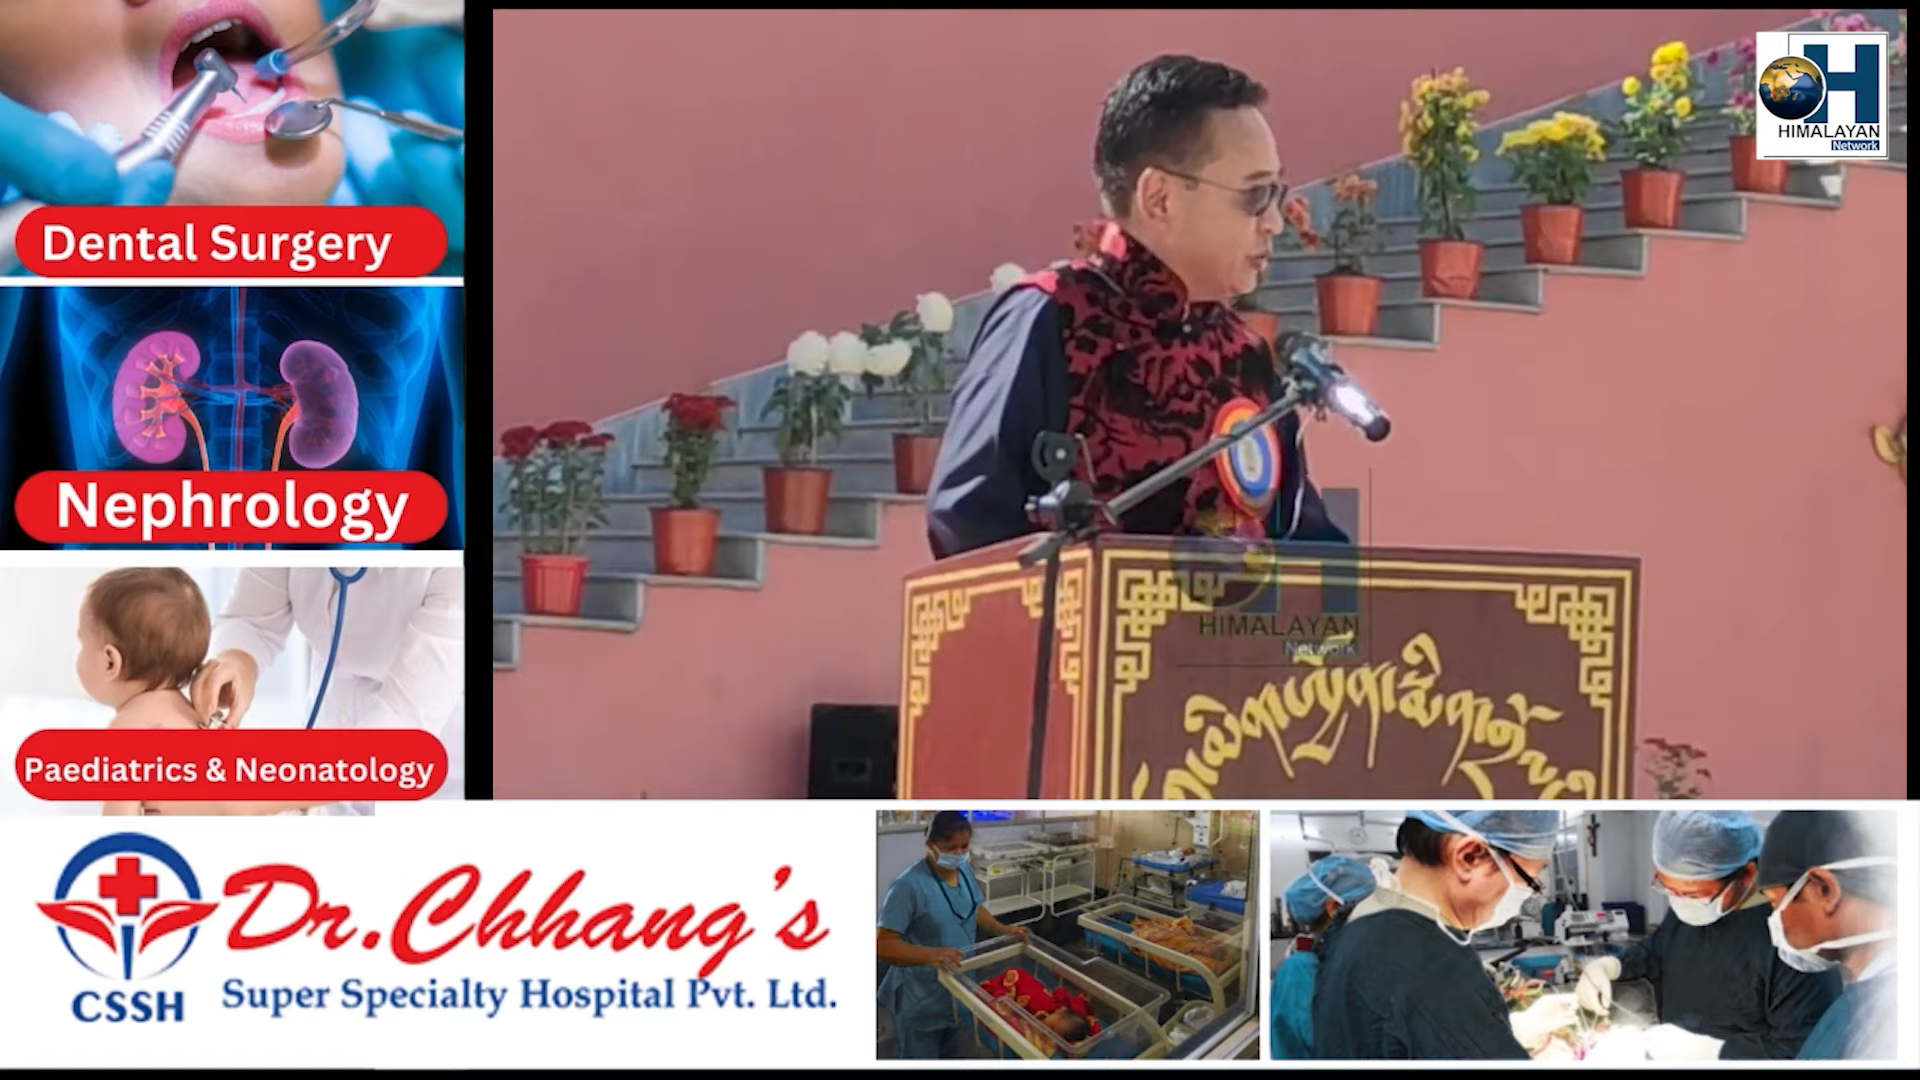 Dental Surgery
Nephrology
Paediatrics & Neonatology
HIMALAYAN
Network
HIMALAYAN
Network
Dr. Chhang's
Super Specialty Hospital Pvt. Ltd.
CSSH